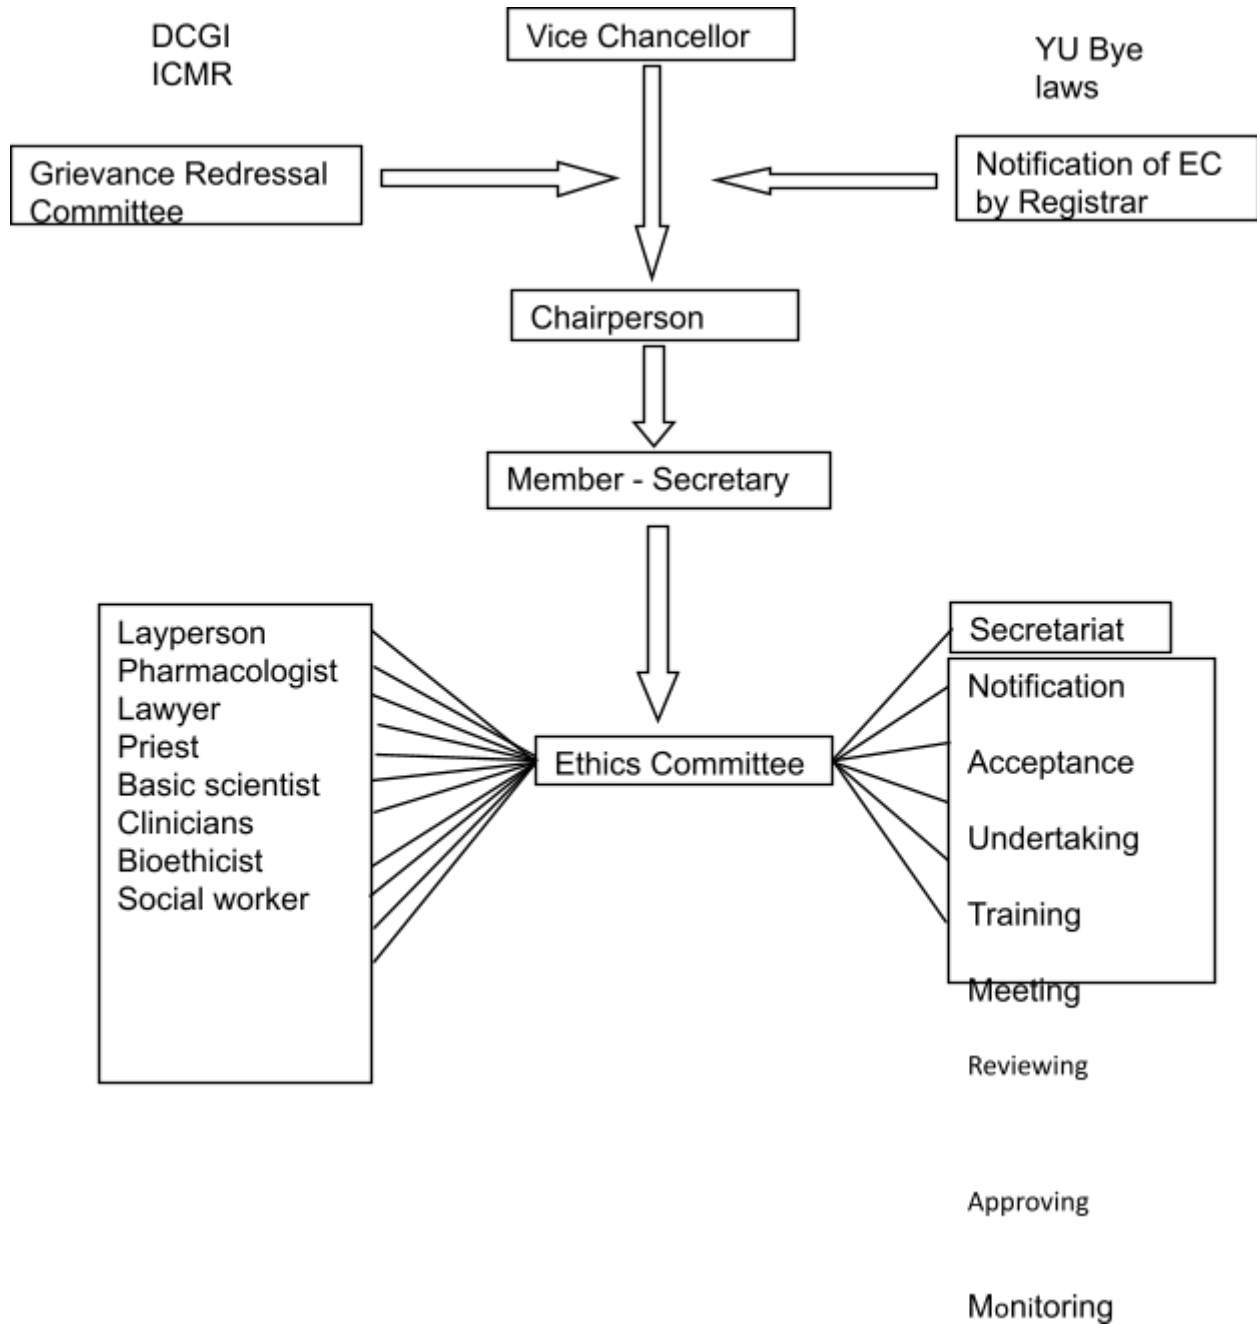 DCGI
ICMR
Vice Chancellor
YU Bye
laws
Grievance Redressal
Committee
Notification of EC
by Registrar
Chairperson
Member - Secretary
Layperson
Pharmacologist
Lawyer
Priest
Basic scientist
Clinicians
Bioethicist
Social worker
Ethics Committee
Secretariat
Notification
Acceptance
Undertaking
Training
Meeting
Reviewing
Approving
Monitoring